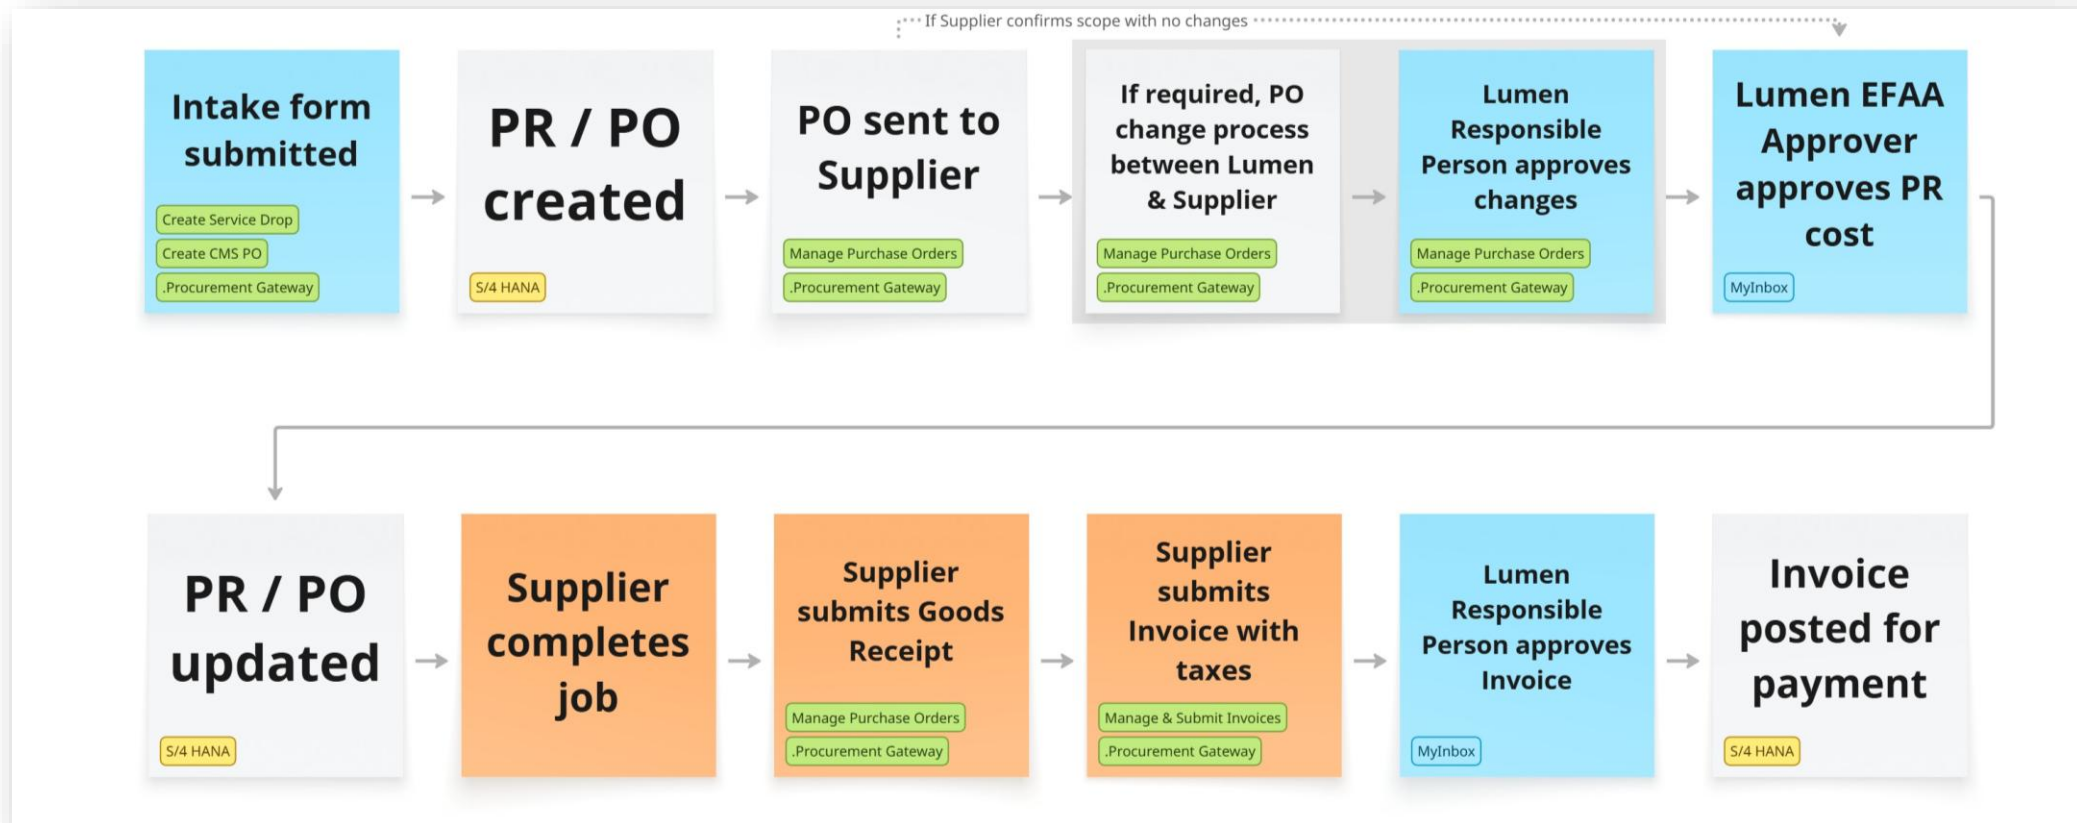 If Supplier confirms scope with no changes
Intake form
submitted
Create Service Drop
Create CMS PO
.Procurement Gateway
PR / PO
created
S/4 HANA
PO sent to
Supplier
Manage Purchase Orders
.Procurement Gateway
If required, PO
change process
between Lumen
& Supplier
Manage Purchase Orders
.Procurement Gateway
Lumen
Responsible
Person approves
changes
Manage Purchase Orders
.Procurement Gateway
Lumen EFAA
Approver
approves PR
cost
MyInbox
PR / PO
updated
S/4 HANA
Supplier
completes
job
Supplier
submits Goods
Receipt
Manage Purchase Orders
.Procurement Gateway
Supplier
submits
Invoice with
taxes
Manage & Submit Invoices
.Procurement Gateway
Lumen
Responsible
Person approves
Invoice
MyInbox
Invoice
posted for
payment
S/4 HANA